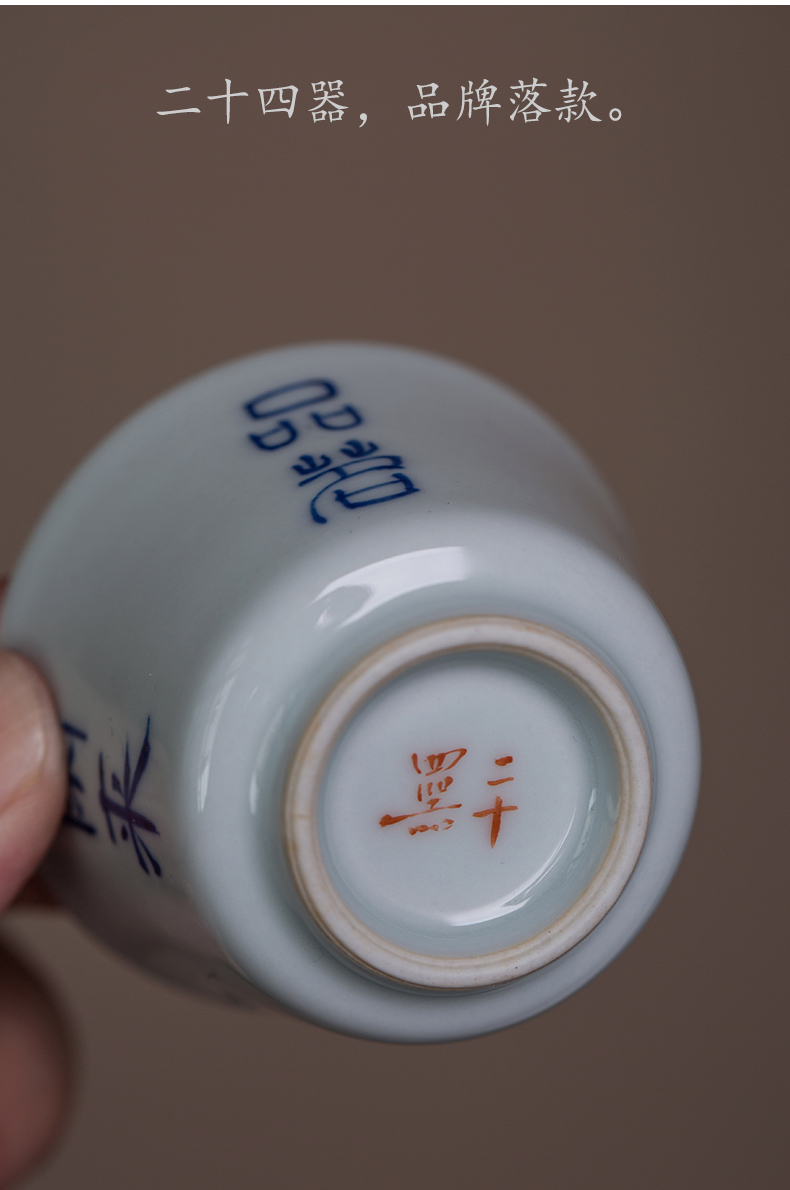 二十四器，品牌落款。
品茗
二十
四器